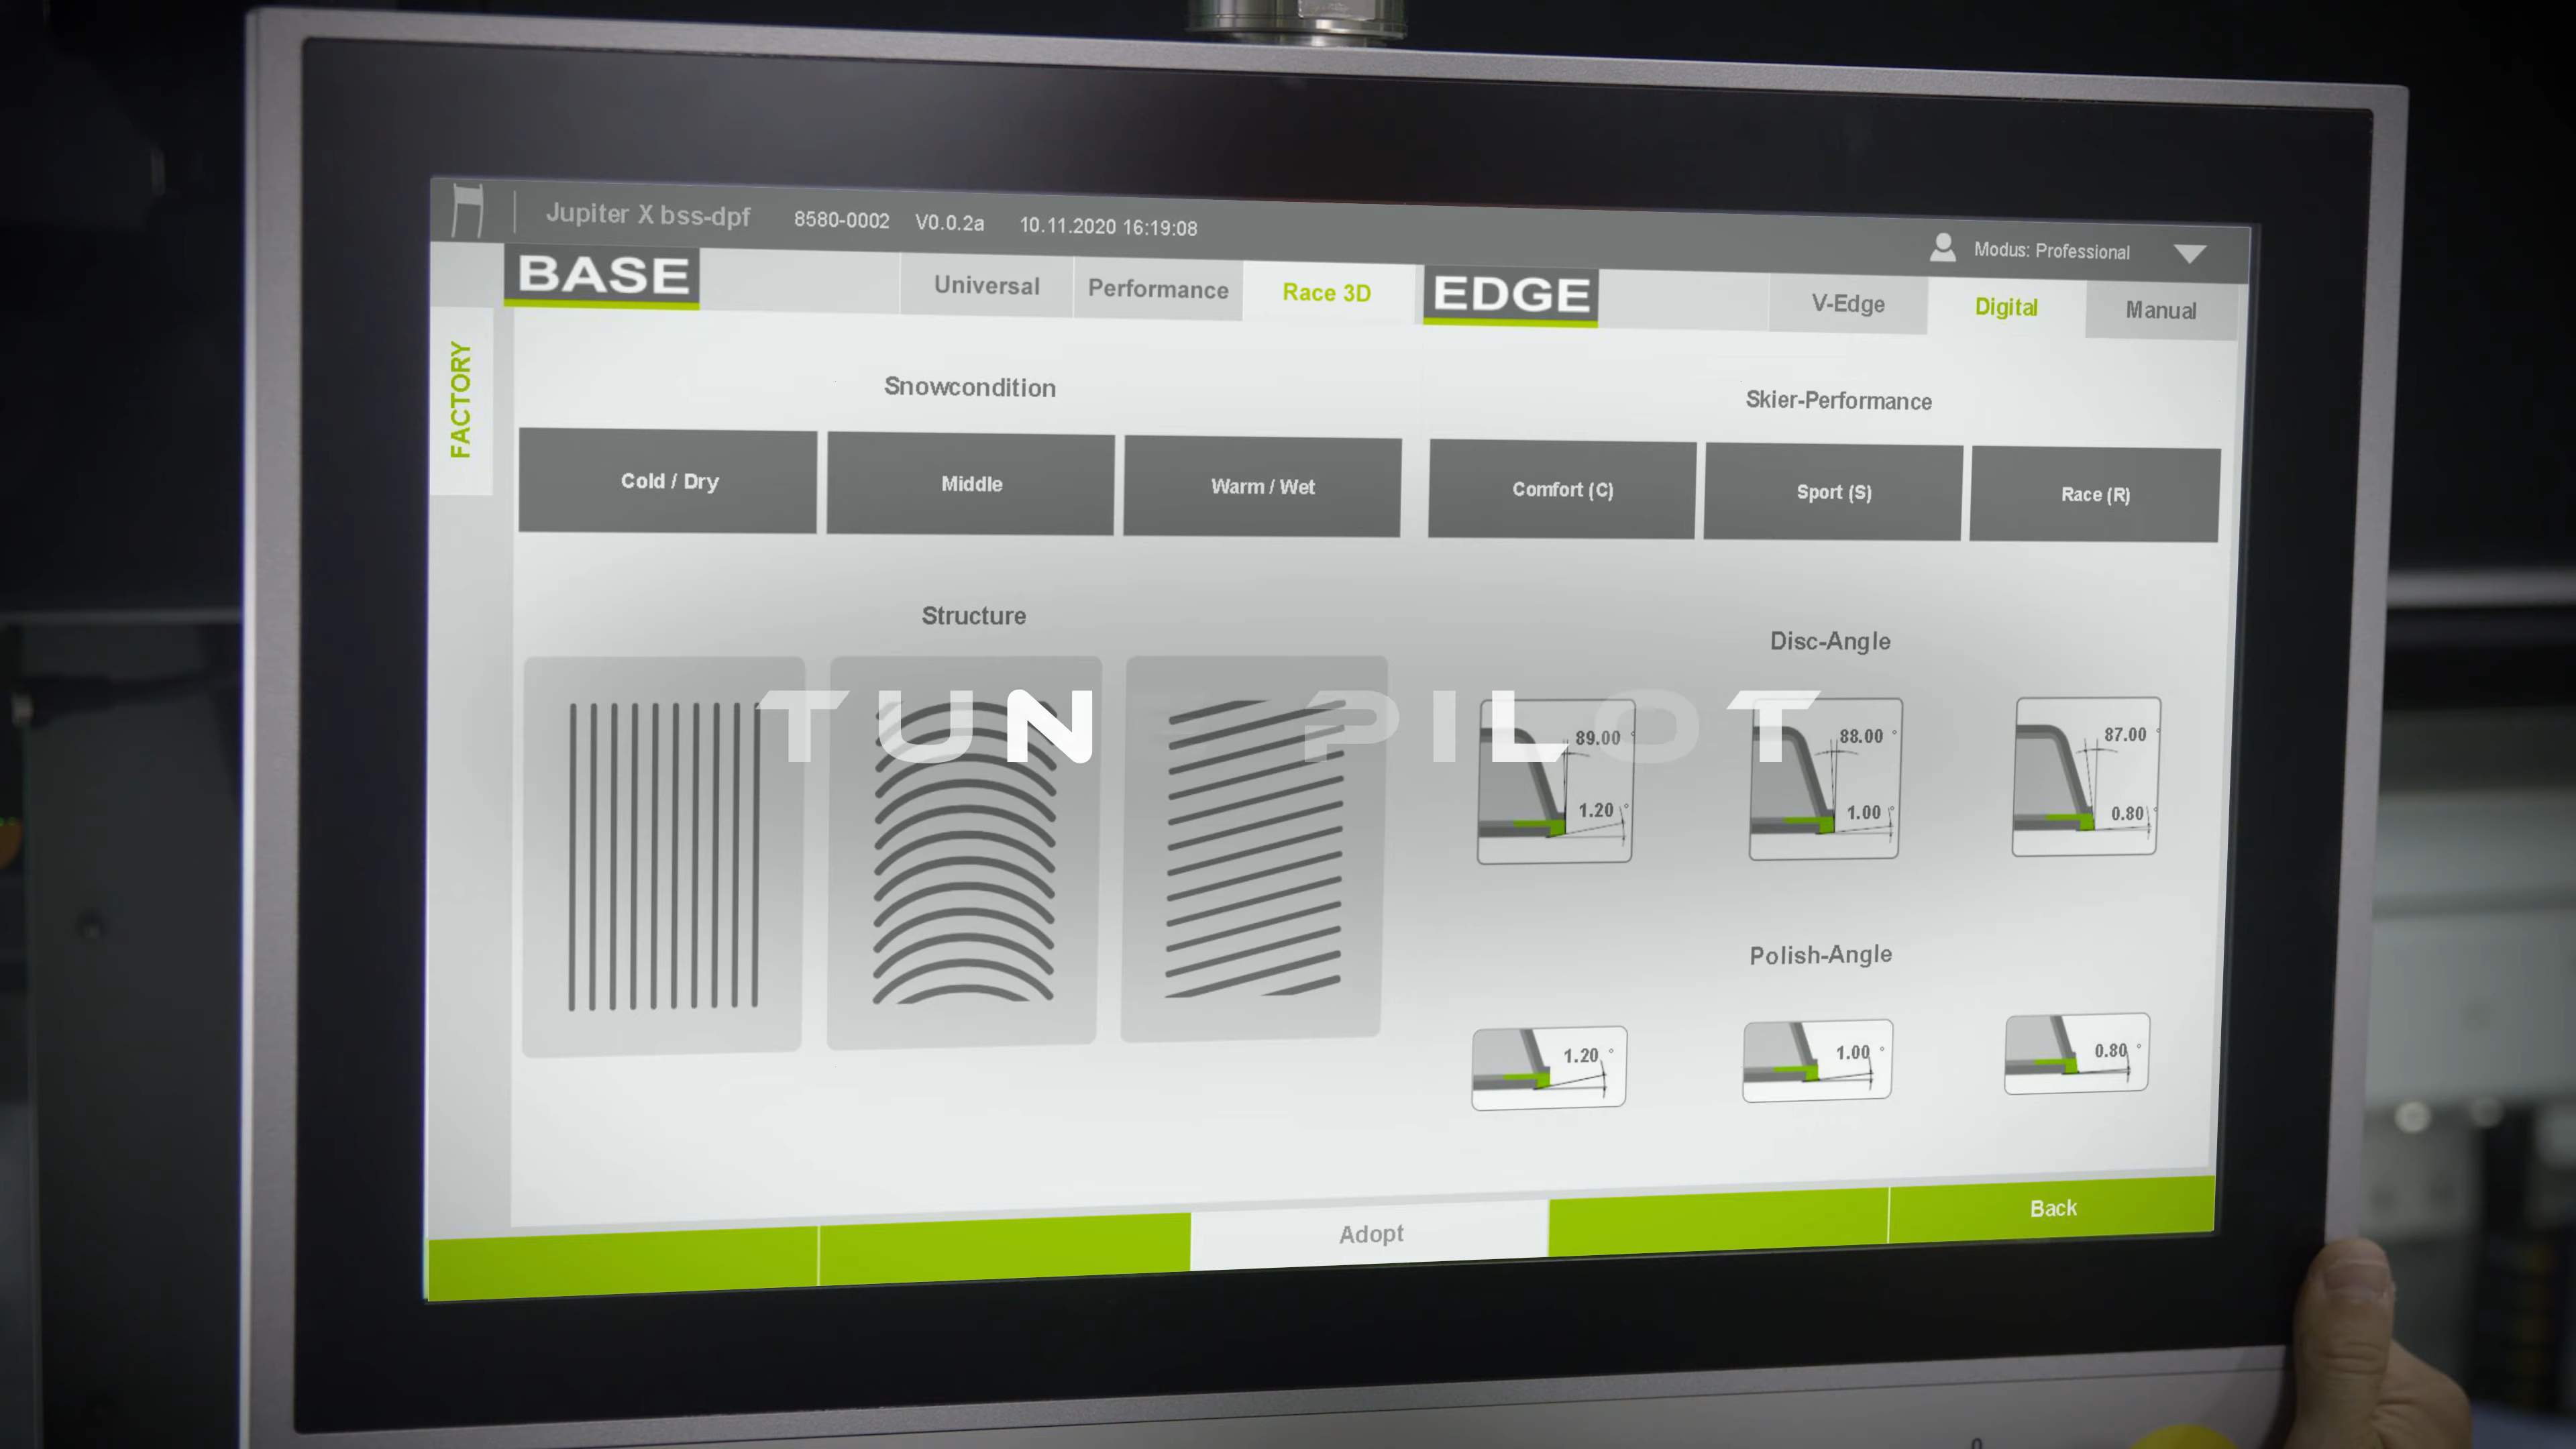 Jupiter X bss-dpf 8580-0002 V0.0.2a 10.11.2020 16:19:08 Modus: Professional
BASE Universal Performance Race 3D EDGE V-Edge Digital Manual
FACTORY
Snowcondition Skier-Performance
Cold / Dry Middle Warm / Wet Comfort (C) Sport (S) Race (R)
Structure Disc-Angle
TUNE PILOT
89.00 ° 88.00 ° 87.00 °
1.20 ° 1.00 ° 0.80 °
Polish-Angle
1.20 ° 1.00 ° 0.80 °
Adopt Back